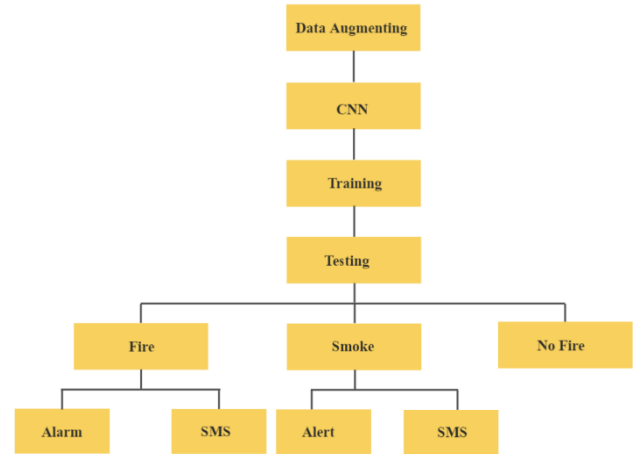 Data Augmenting
CNN
Training
Testing
Fire
Smoke
No Fire
Alarm
SMS
Alert
SMS